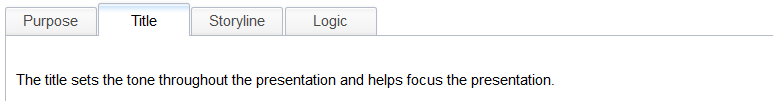 Purpose Title Storyline Logic
The title sets the tone throughout the presentation and helps focus the presentation.